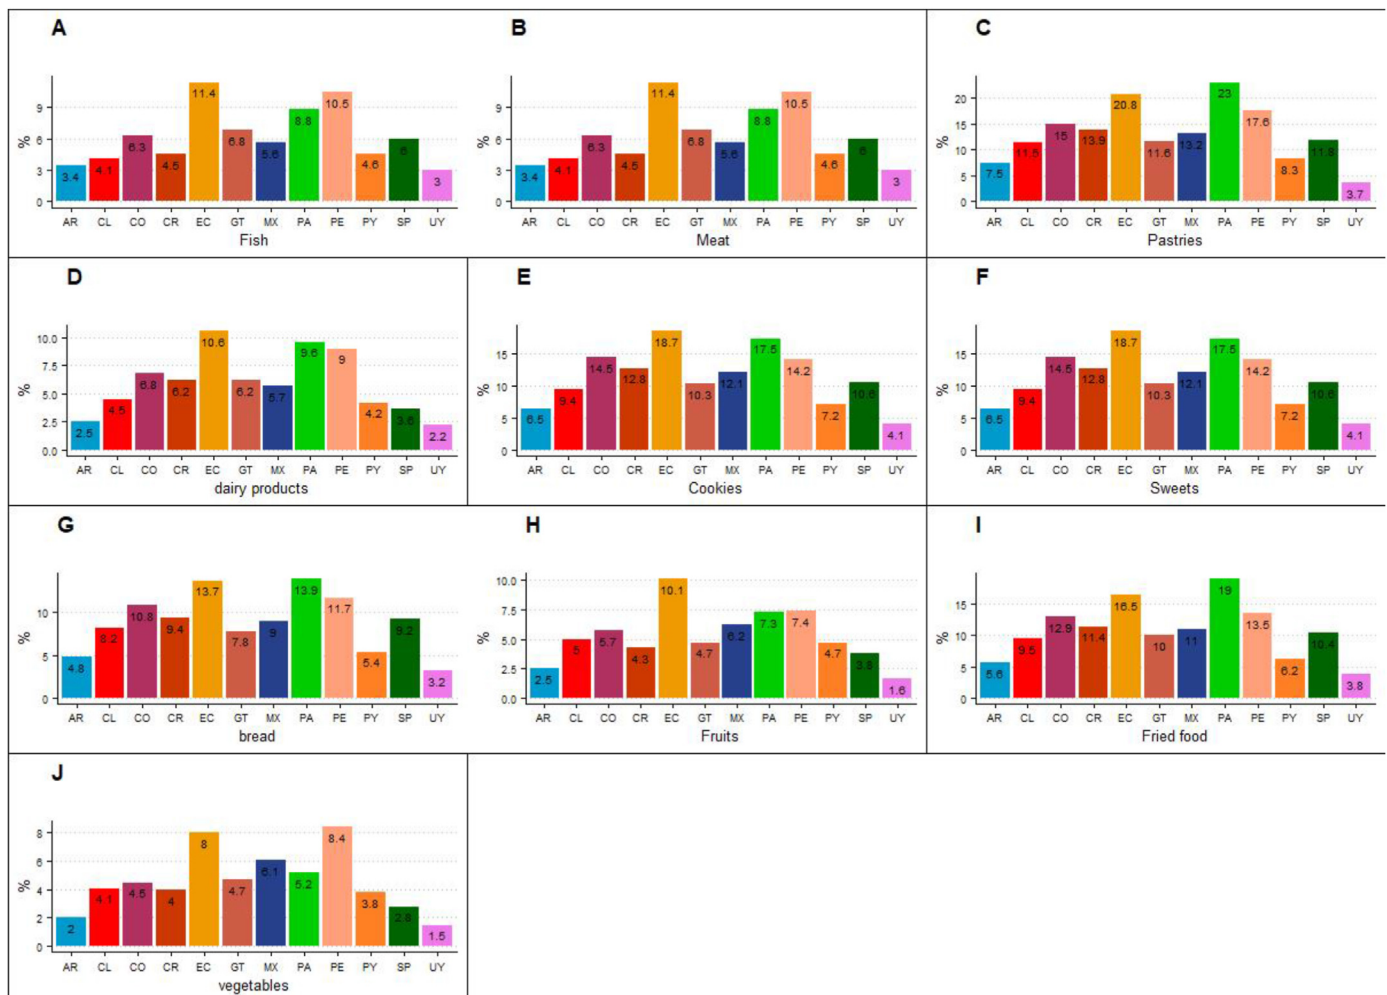 A
%
9
6
3
0
3.4 4.1 6.3 4.5 11.4 6.8 5.6 8.8 10.5 4.6 6 3
AR CL CO CR EC GT MX PA PE PY SP UY
Fish
B
%
9
6
3
0
3.4 4.1 6.3 4.5 11.4 6.8 5.6 8.8 10.5 4.6 6 3
AR CL CO CR EC GT MX PA PE PY SP UY
Meat
C
%
20
15
10
5
0
7.5 11.5 15 13.9 20.8 11.6 13.2 23 17.6 8.3 11.8 3.7
AR CL CO CR EC GT MX PA PE PY SP UY
Pastries
D
%
10.0
7.5
5.0
2.5
0.0
2.5 4.5 6.8 6.2 10.6 6.2 5.7 9.6 9 4.2 3.6 2.2
AR CL CO CR EC GT MX PA PE PY SP UY
dairy products
E
%
15
10
5
0
6.5 9.4 14.5 12.8 18.7 10.3 12.1 17.5 14.2 7.2 10.6 4.1
AR CL CO CR EC GT MX PA PE PY SP UY
Cookies
F
%
15
10
5
0
6.5 9.4 14.5 12.8 18.7 10.3 12.1 17.5 14.2 7.2 10.6 4.1
AR CL CO CR EC GT MX PA PE PY SP UY
Sweets
G
%
10
5
0
4.8 8.2 10.8 9.4 13.7 7.8 9 13.9 11.7 5.4 9.2 3.2
AR CL CO CR EC GT MX PA PE PY SP UY
bread
H
%
10.0
7.5
5.0
2.5
0.0
2.5 5 5.7 4.3 10.1 4.7 6.2 7.3 7.4 4.7 3.8 1.6
AR CL CO CR EC GT MX PA PE PY SP UY
Fruits
I
%
15
10
5
0
5.6 9.5 12.9 11.4 16.5 10 11 19 13.5 6.2 10.4 3.8
AR CL CO CR EC GT MX PA PE PY SP UY
Fried food
J
%
8
6
4
2
0
2 4.1 4.5 4 8 4.7 6.1 5.2 8.4 3.8 2.8 1.5
AR CL CO CR EC GT MX PA PE PY SP UY
vegetables